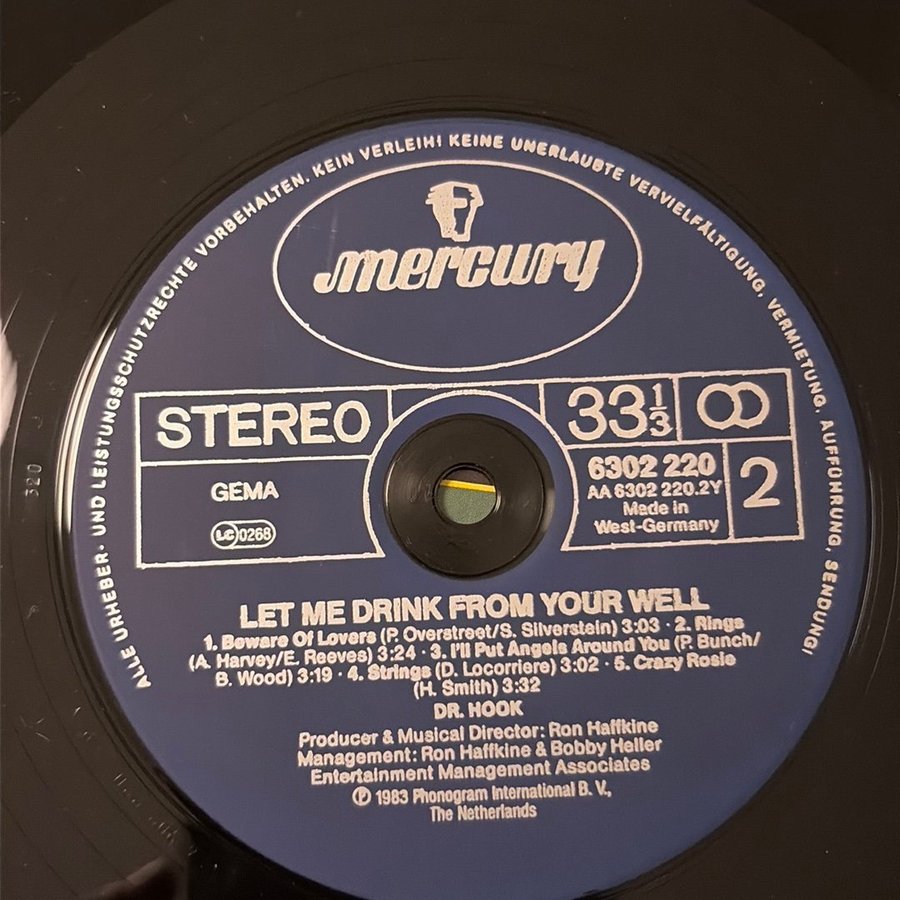 ALLE URHEBER- UND LEISTUNGSSCHUTZRECHTE VORBEHALTEN. KEIN VERLEIH! KEINE UNERLAUBTE VERVIELFÄLTIGUNG, VERMIETUNG, AUFFÜHRUNG, SENDUNG!
mercury
STEREO
33 1/3
GEMA
LC 0268
6302 220
AA 6302 220.2Y
Made in
West-Germany
2
LET ME DRINK FROM YOUR WELL
1. Beware Of Lovers (P. Overstreet/S. Silverstein) 3:03 · 2. Rings
(A. Harvey/E. Reeves) 3:24 · 3. I'll Put Angels Around You (P. Bunch/
B. Wood) 3:19 · 4. Strings (D. Locorriere) 3:02 · 5. Crazy Rosie
(H. Smith) 3:32
DR. HOOK
Producer & Musical Director: Ron Haffkine
Management: Ron Haffkine & Bobby Heller
Entertainment Management Associates
℗ 1983 Phonogram International B. V.,
The Netherlands
320